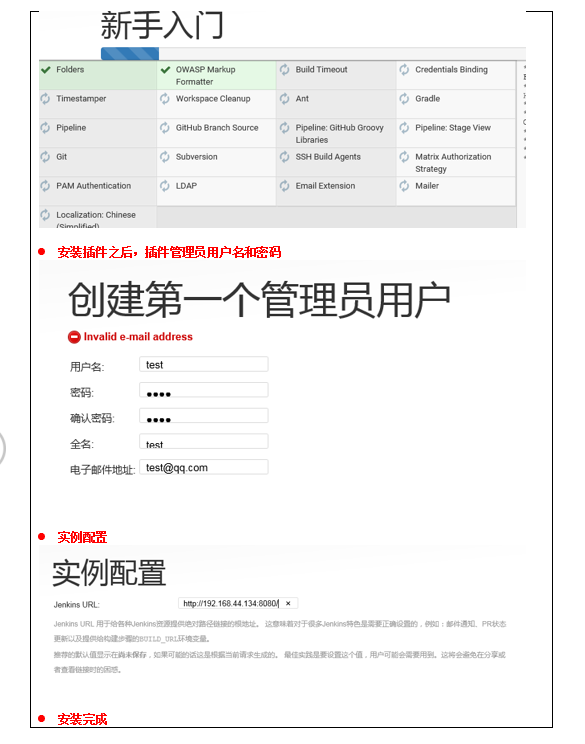 新手入门
Folders
OWASP Markup Formatter
Build Timeout
Credentials Binding
Timestamper
Workspace Cleanup
Ant
Gradle
Pipeline
GitHub Branch Source
Pipeline: GitHub Groovy Libraries
Pipeline: Stage View
Git
Subversion
SSH Build Agents
Matrix Authorization Strategy
PAM Authentication
LDAP
Email Extension
Mailer
Localization: Chinese (Simplified)
安装插件之后，插件管理员用户名和密码
创建第一个管理员用户
Invalid e-mail address
用户名: test
密码:
确认密码:
全名: test
电子邮件地址: test@qq.com
实例配置
实例配置
Jenkins URL: http://192.168.44.134:8080/
Jenkins URL 用于给各种Jenkins资源提供绝对路径链接的根地址。 这意味着对于很多Jenkins特色是需要正确设置的，例如：邮件通知、PR状态
更新以及提供给构建步骤的BUILD_URL环境变量。
推荐的默认值显示在尚未保存，如果可能的话这是根据当前请求生成的。 最佳实践是要设置这个值，用户可能会需要用到。这将会避免在分享或
者查看链接时的困惑。
安装完成